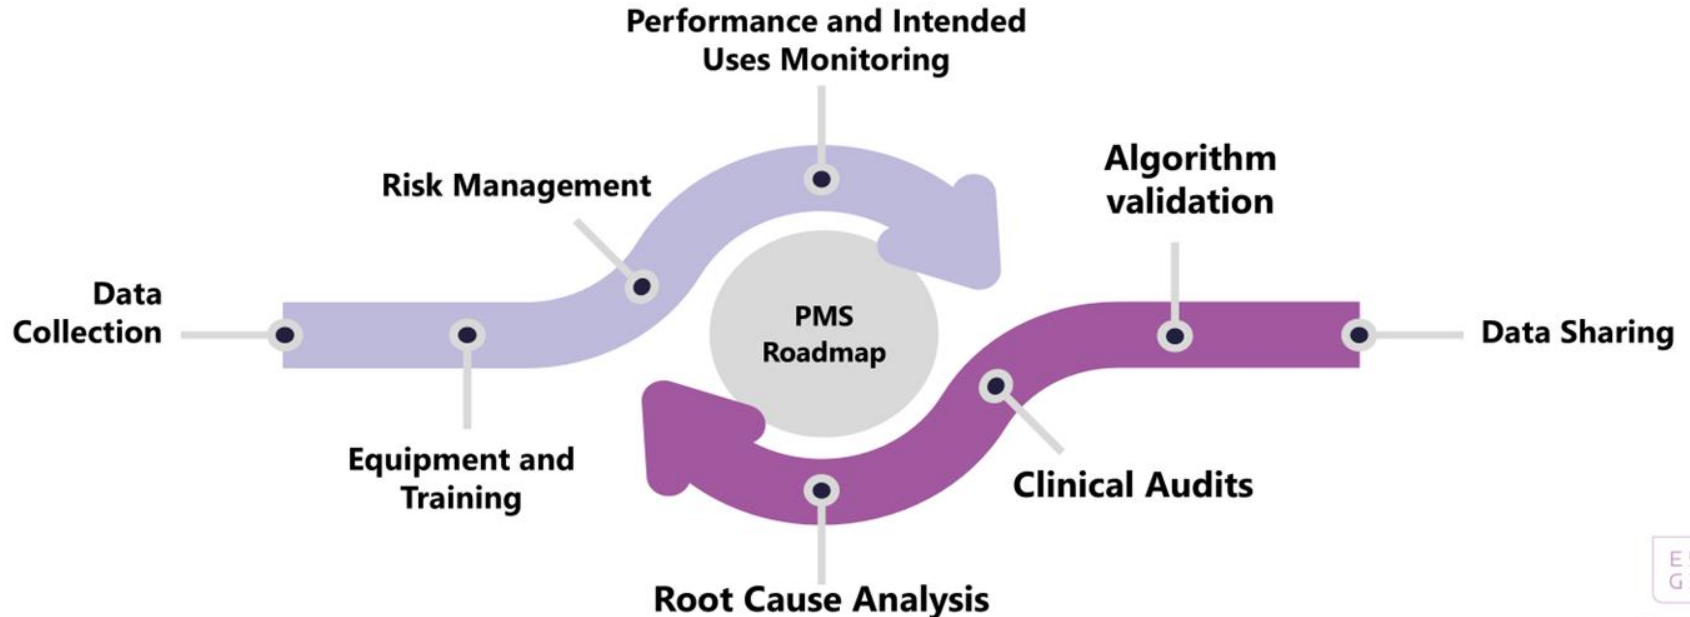 Performance and Intended
Uses Monitoring
Algorithm
validation
Risk Management
Data
Collection
PMS
Roadmap
Data Sharing
Equipment and
Training
Clinical Audits
Root Cause Analysis
E
G